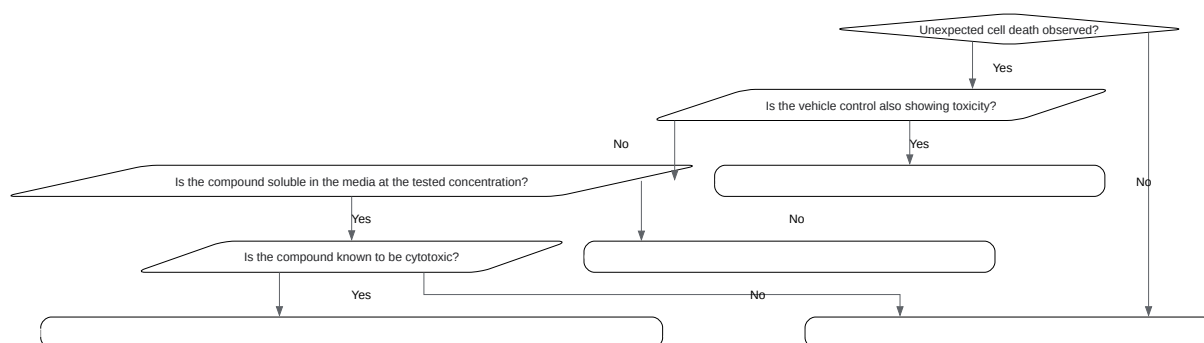 Unexpected cell death observed?
Yes
Is the vehicle control also showing toxicity?
No
Yes
Is the compound soluble in the media at the tested concentration?
No
Yes
No
Is the compound known to be cytotoxic?
Yes
No